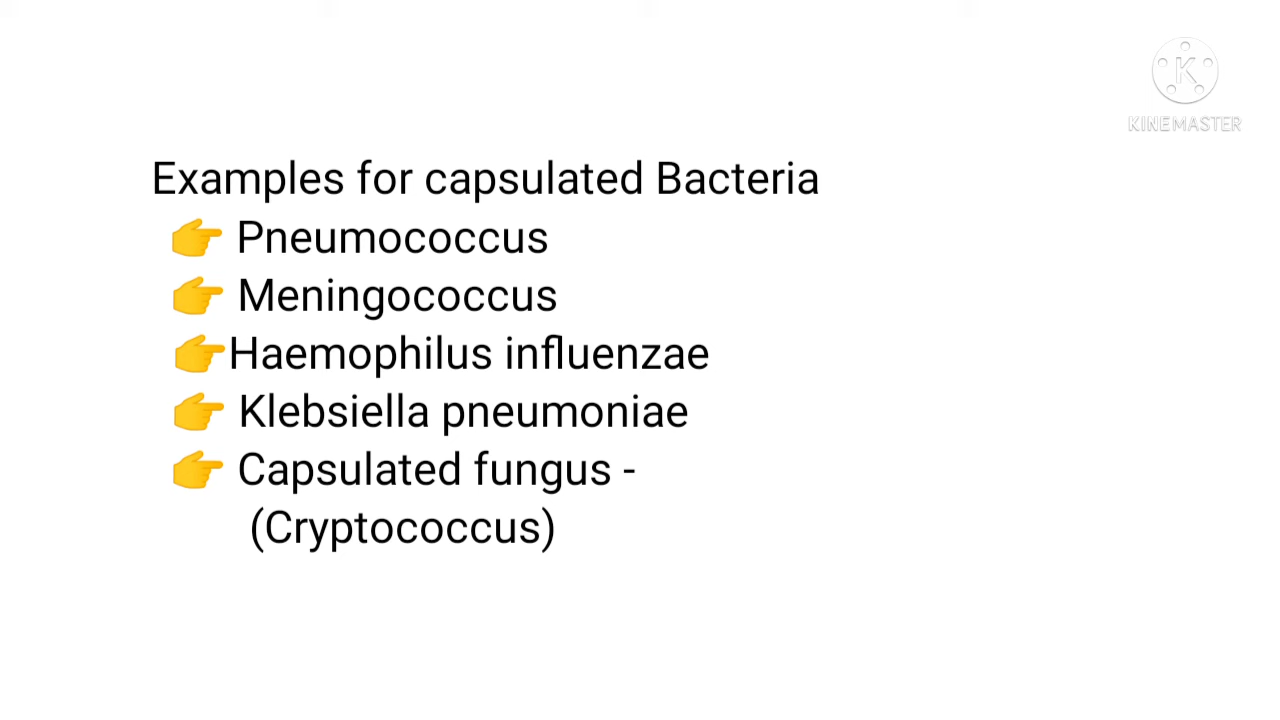 KINEMASTER
Examples for capsulated Bacteria
👉 Pneumococcus
👉 Meningococcus
👉Haemophilus influenzae
👉 Klebsiella pneumoniae
👉 Capsulated fungus -
(Cryptococcus)